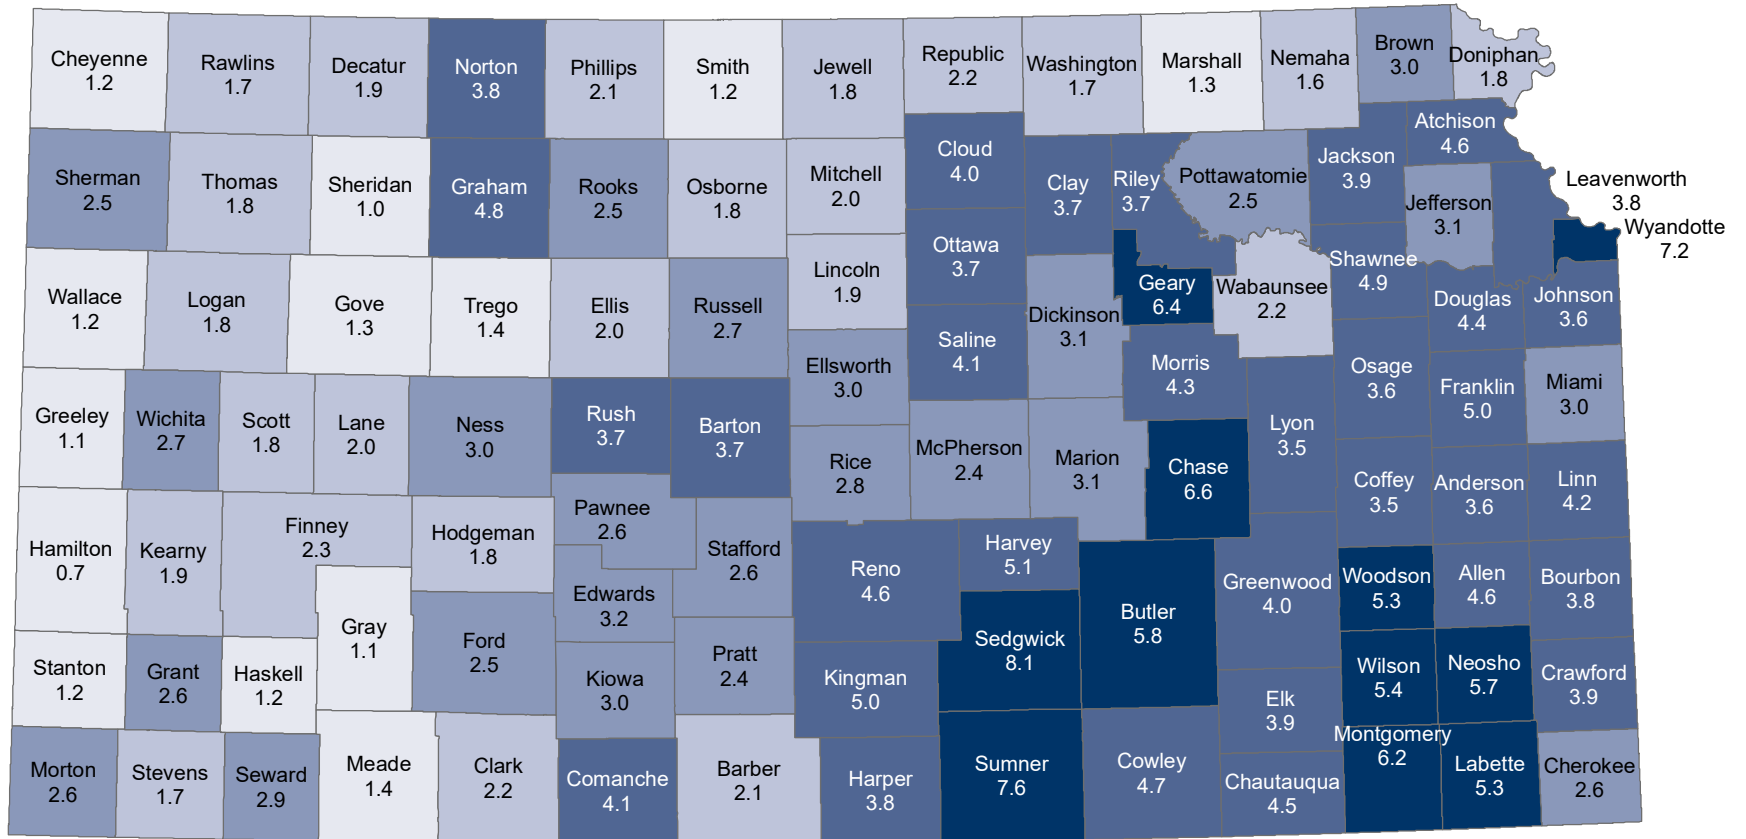 Cheyenne
1.2
Rawlins
1.7
Decatur
1.9
Norton
3.8
Phillips
2.1
Smith
1.2
Jewell
1.8
Republic
2.2
Washington
1.7
Marshall
1.3
Nemaha
1.6
Brown
3.0
Doniphan
1.8
Sherman
2.5
Thomas
1.8
Sheridan
1.0
Graham
4.8
Rooks
2.5
Osborne
1.8
Mitchell
2.0
Cloud
4.0
Clay
3.7
Riley
3.7
Pottawatomie
2.5
Jackson
3.9
Atchison
4.6
Jefferson
3.1
Leavenworth
3.8
Wyandotte
7.2
Wallace
1.2
Logan
1.8
Gove
1.3
Trego
1.4
Ellis
2.0
Russell
2.7
Lincoln
1.9
Ottawa
3.7
Saline
4.1
Dickinson
3.1
Geary
6.4
Wabaunsee
2.2
Shawnee
4.9
Douglas
4.4
Johnson
3.6
Greeley
1.1
Wichita
2.7
Scott
1.8
Lane
2.0
Ness
3.0
Rush
3.7
Barton
3.7
Ellsworth
3.0
Rice
2.8
McPherson
2.4
Marion
3.1
Morris
4.3
Chase
6.6
Lyon
3.5
Osage
3.6
Franklin
5.0
Miami
3.0
Coffey
3.5
Anderson
3.6
Linn
4.2
Hamilton
0.7
Kearny
1.9
Finney
2.3
Hodgeman
1.8
Pawnee
2.6
Stafford
2.6
Edwards
3.2
Reno
4.6
Harvey
5.1
Butler
5.8
Greenwood
4.0
Woodson
5.3
Allen
4.6
Bourbon
3.8
Stanton
1.2
Grant
2.6
Haskell
1.2
Gray
1.1
Ford
2.5
Kiowa
3.0
Pratt
2.4
Kingman
5.0
Sedgwick
8.1
Elk
3.9
Wilson
5.4
Neosho
5.7
Crawford
3.9
Morton
2.6
Stevens
1.7
Seward
2.9
Meade
1.4
Clark
2.2
Comanche
4.1
Barber
2.1
Harper
3.8
Sumner
7.6
Cowley
4.7
Chautauqua
4.5
Montgomery
6.2
Labette
5.3
Cherokee
2.6